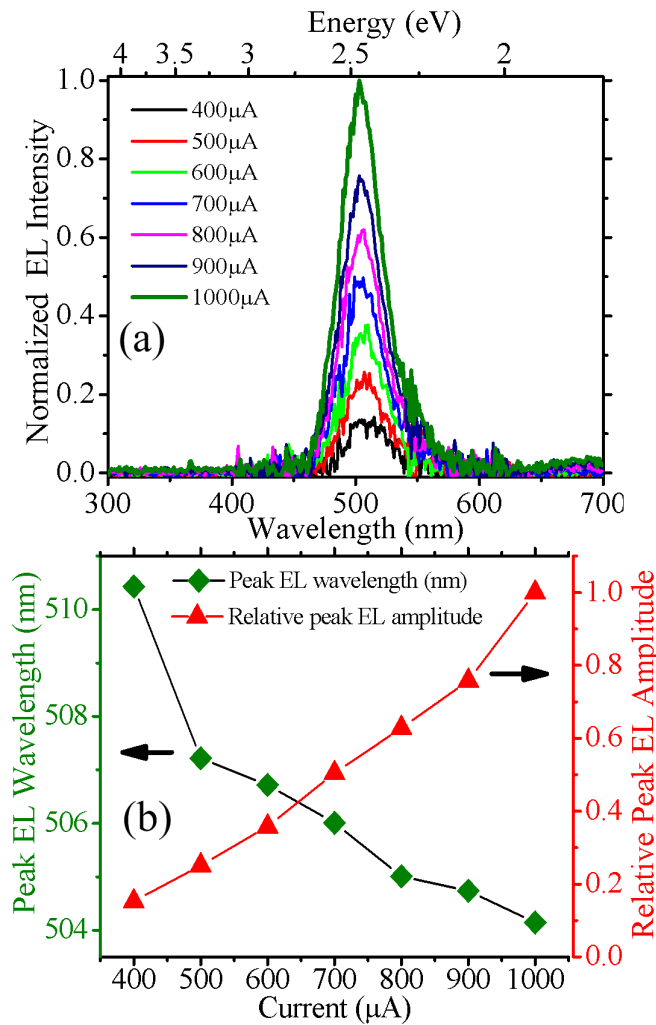 Energy (eV)
4 3.5 3 2.5 2
1.0
0.8
0.6
0.4
0.2
0.0
Normalized EL Intensity
400µA
500µA
600µA
700µA
800µA
900µA
1000µA
(a)
300 400 500 600 700
Wavelength (nm)
Peak EL wavelength (nm)
Relative peak EL amplitude
510
508
506
504
Peak EL Wavelength (nm)
(b)
1.0
0.8
0.6
0.4
0.2
0.0
Relative Peak EL Amplitude
400 500 600 700 800 900 1000
Current (µA)